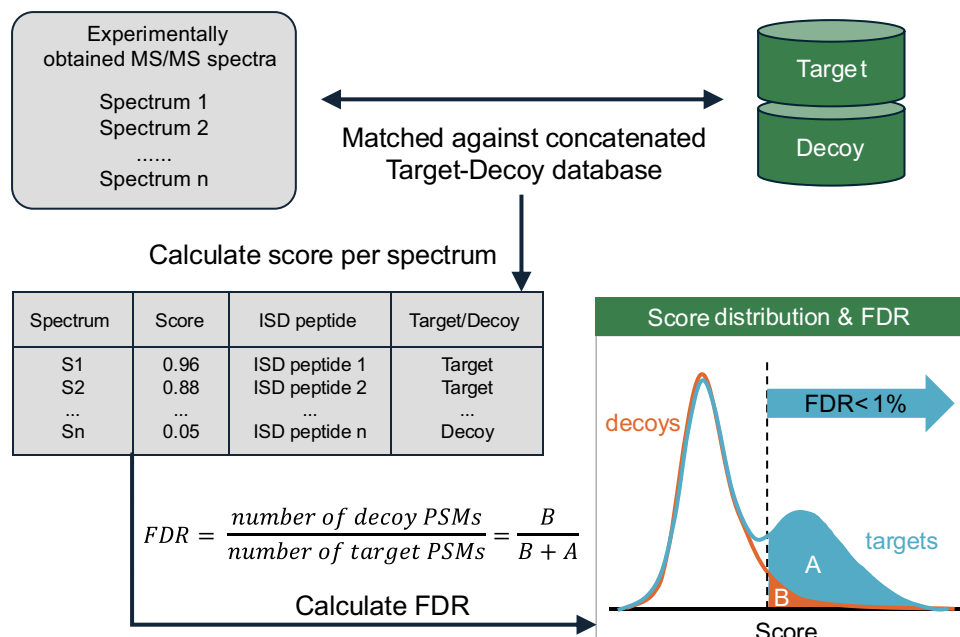 Experimentally
obtained MS/MS spectra
Spectrum 1
Spectrum 2
......
Spectrum n
Target
Decoy
Matched against concatenated
Target-Decoy database
Calculate score per spectrum
Spectrum Score ISD peptide Target/Decoy
S1 0.96 ISD peptide 1 Target
S2 0.88 ISD peptide 2 Target
... ... ... ...
Sn 0.05 ISD peptide n Decoy
FDR = number of decoy PSMs / number of target PSMs = B / B + A
Calculate FDR
Score distribution & FDR
FDR< 1%
decoys
targets
A
B
Score